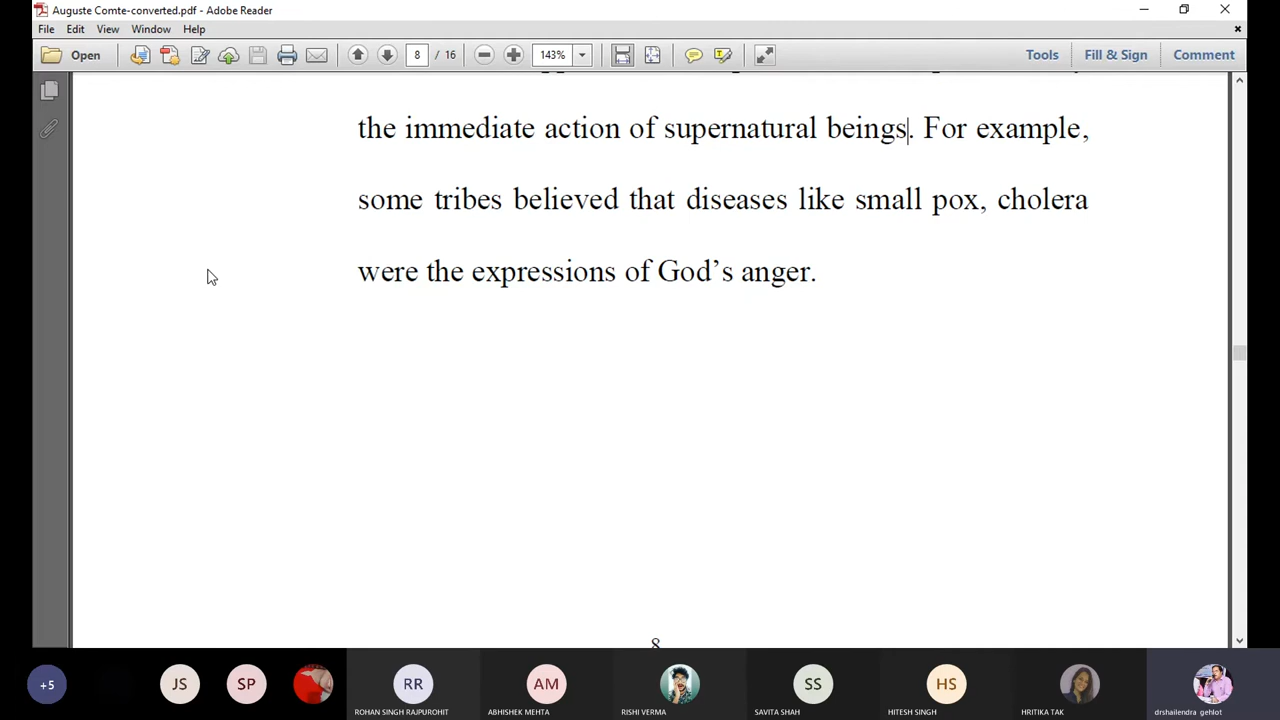 Auguste Comte-converted.pdf - Adobe Reader
File Edit View Window Help
Open 8 / 16 143% Tools Fill & Sign Comment
the immediate action of supernatural beings. For example,
some tribes believed that diseases like small pox, cholera
were the expressions of God’s anger.
8
+5 JS SP RR AM SS HS
ROHAN SINGH RAJPUROHIT ABHISHEK MEHTA RISHI VERMA SAVITA SHAH HITESH SINGH HRITIKA TAK drshailendra gehlot